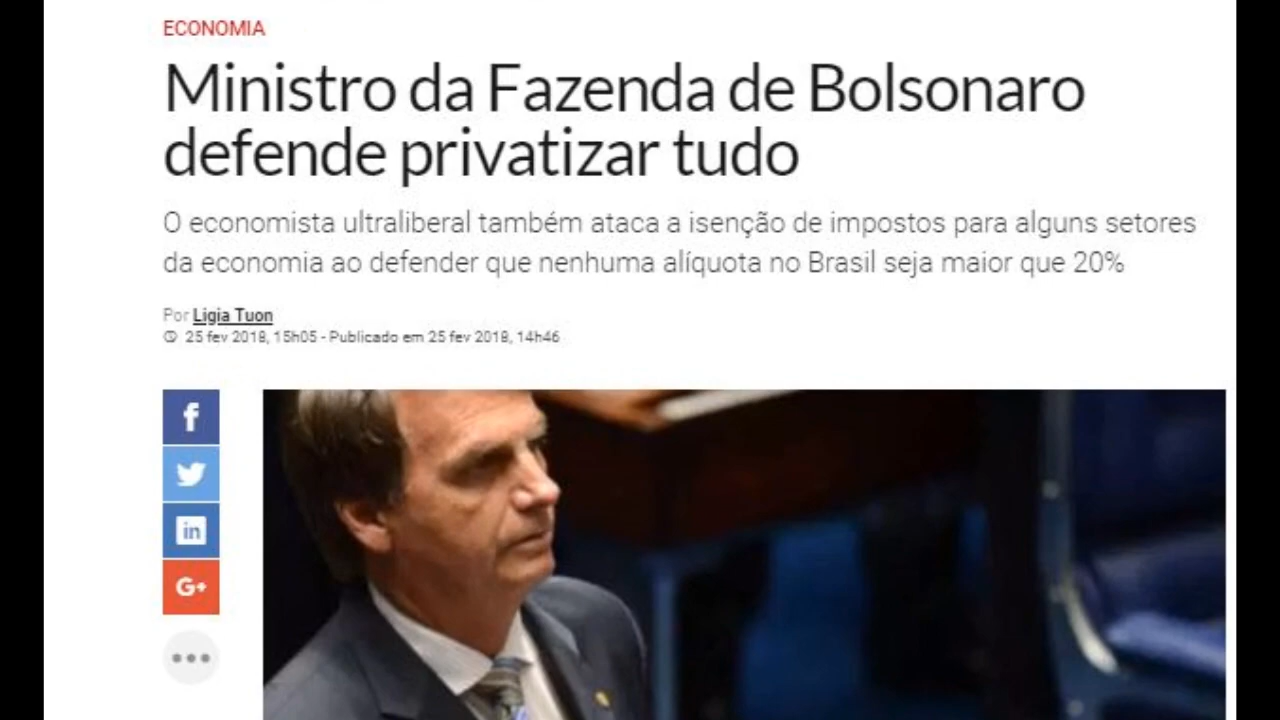 ECONOMIA
Ministro da Fazenda de Bolsonaro
defende privatizar tudo
O economista ultraliberal também ataca a isenção de impostos para alguns setores
da economia ao defender que nenhuma alíquota no Brasil seja maior que 20%
Por Ligia Tuon
25 fev 2018, 15h05 - Publicado em 25 fev 2018, 14h46
f
in
G+